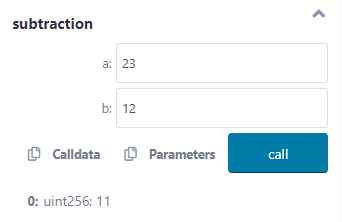 subtraction
a: 23
b: 12
Calldata Parameters call
0: uint256: 11